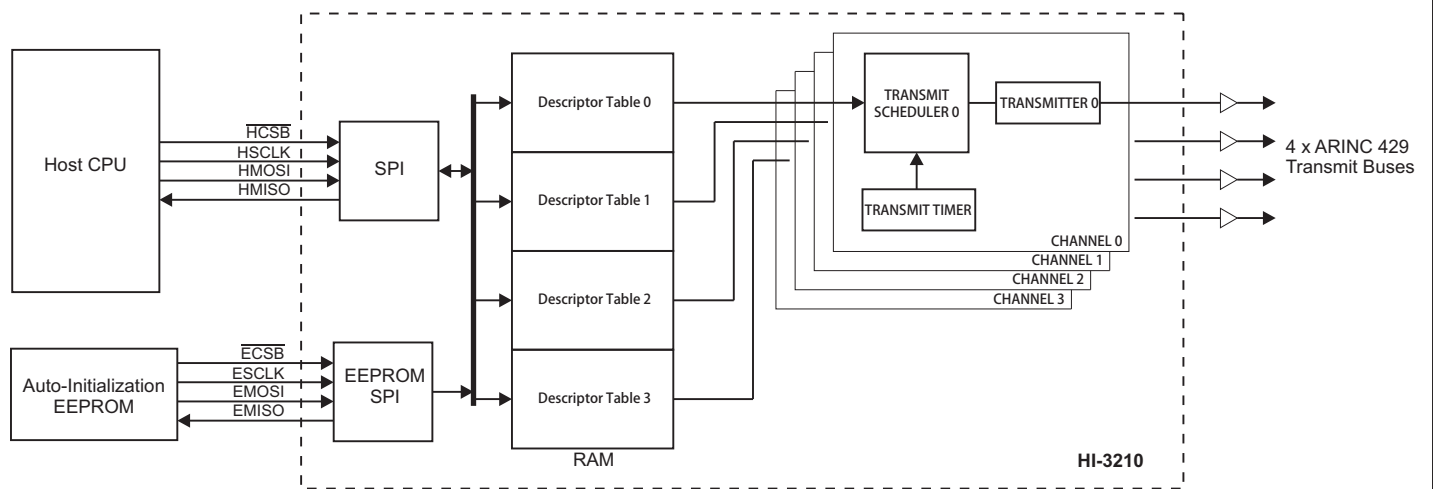 Host CPU
HCSB
HSCLK
HMOSI
HMISO
SPI
Auto-Initialization
EEPROM
ECSB
ESCLK
EMOSI
EMISO
EEPROM
SPI
Descriptor Table 0
Descriptor Table 1
Descriptor Table 2
Descriptor Table 3
RAM
TRANSMIT
SCHEDULER 0
TRANSMITTER 0
TRANSMIT TIMER
CHANNEL 0
CHANNEL 1
CHANNEL 2
CHANNEL 3
4 x ARINC 429
Transmit Buses
HI-3210